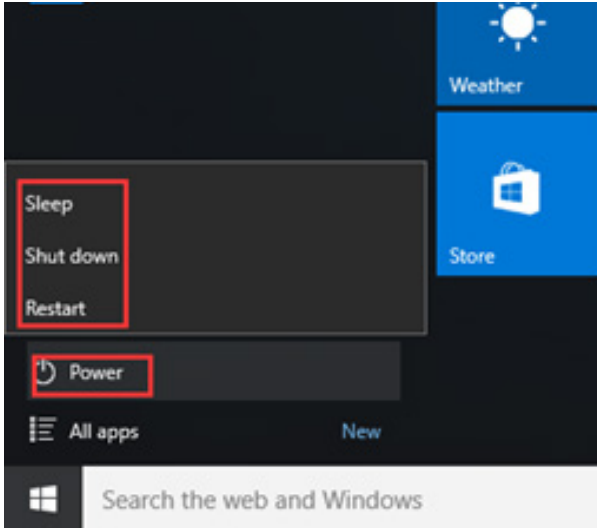 Weather
Store
Sleep
Shut down
Restart
Power
All apps New
Search the web and Windows